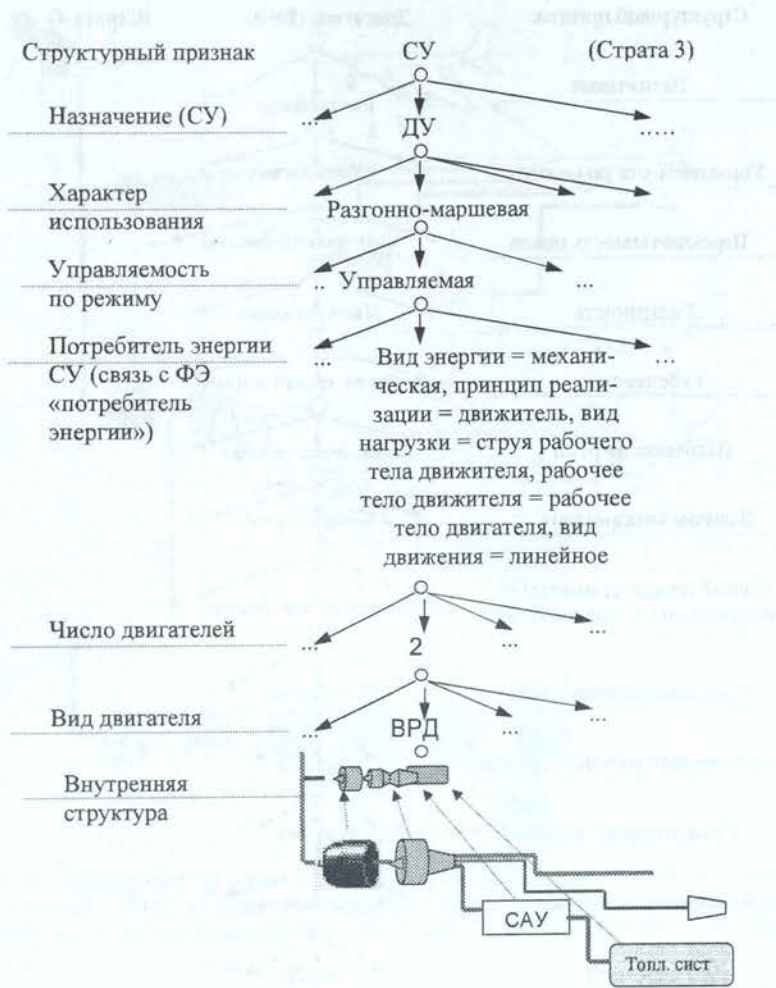 Структурный признак СУ (Страта 3)
Назначение (СУ) ... .....
ДУ
Характер
использования
Разгонно-маршевая
Управляемость
по режиму
.. Управляемая ...
Потребитель энергии
СУ (связь с ФЭ
«потребитель
энергии»)
... Вид энергии = механи- ...
ческая, принцип реали-
зации = движитель, вид
нагрузки = струя рабочего
тела движителя, рабочее
тело движителя = рабочее
тело двигателя, вид
движения = линейное
Число двигателей ... 2 ... ...
Вид двигателя ... ВРД ... ...
Внутренняя
структура
САУ
Топл. сист